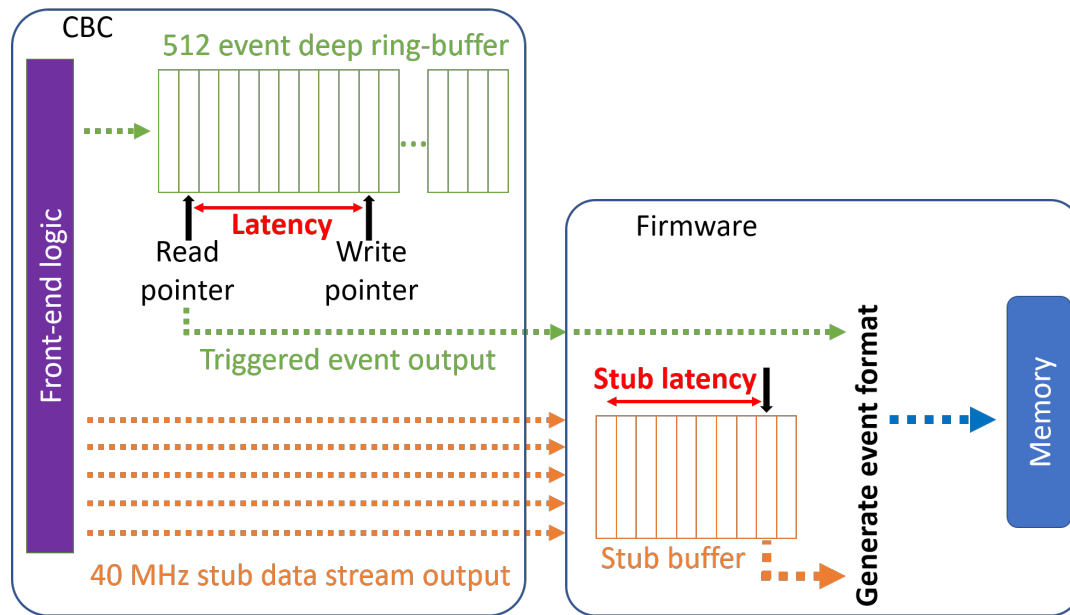 CBC
512 event deep ring-buffer
Front-end logic
Latency
Read
pointer
Write
pointer
Triggered event output
40 MHz stub data stream output
Firmware
Stub latency
Stub buffer
Generate event format
Memory